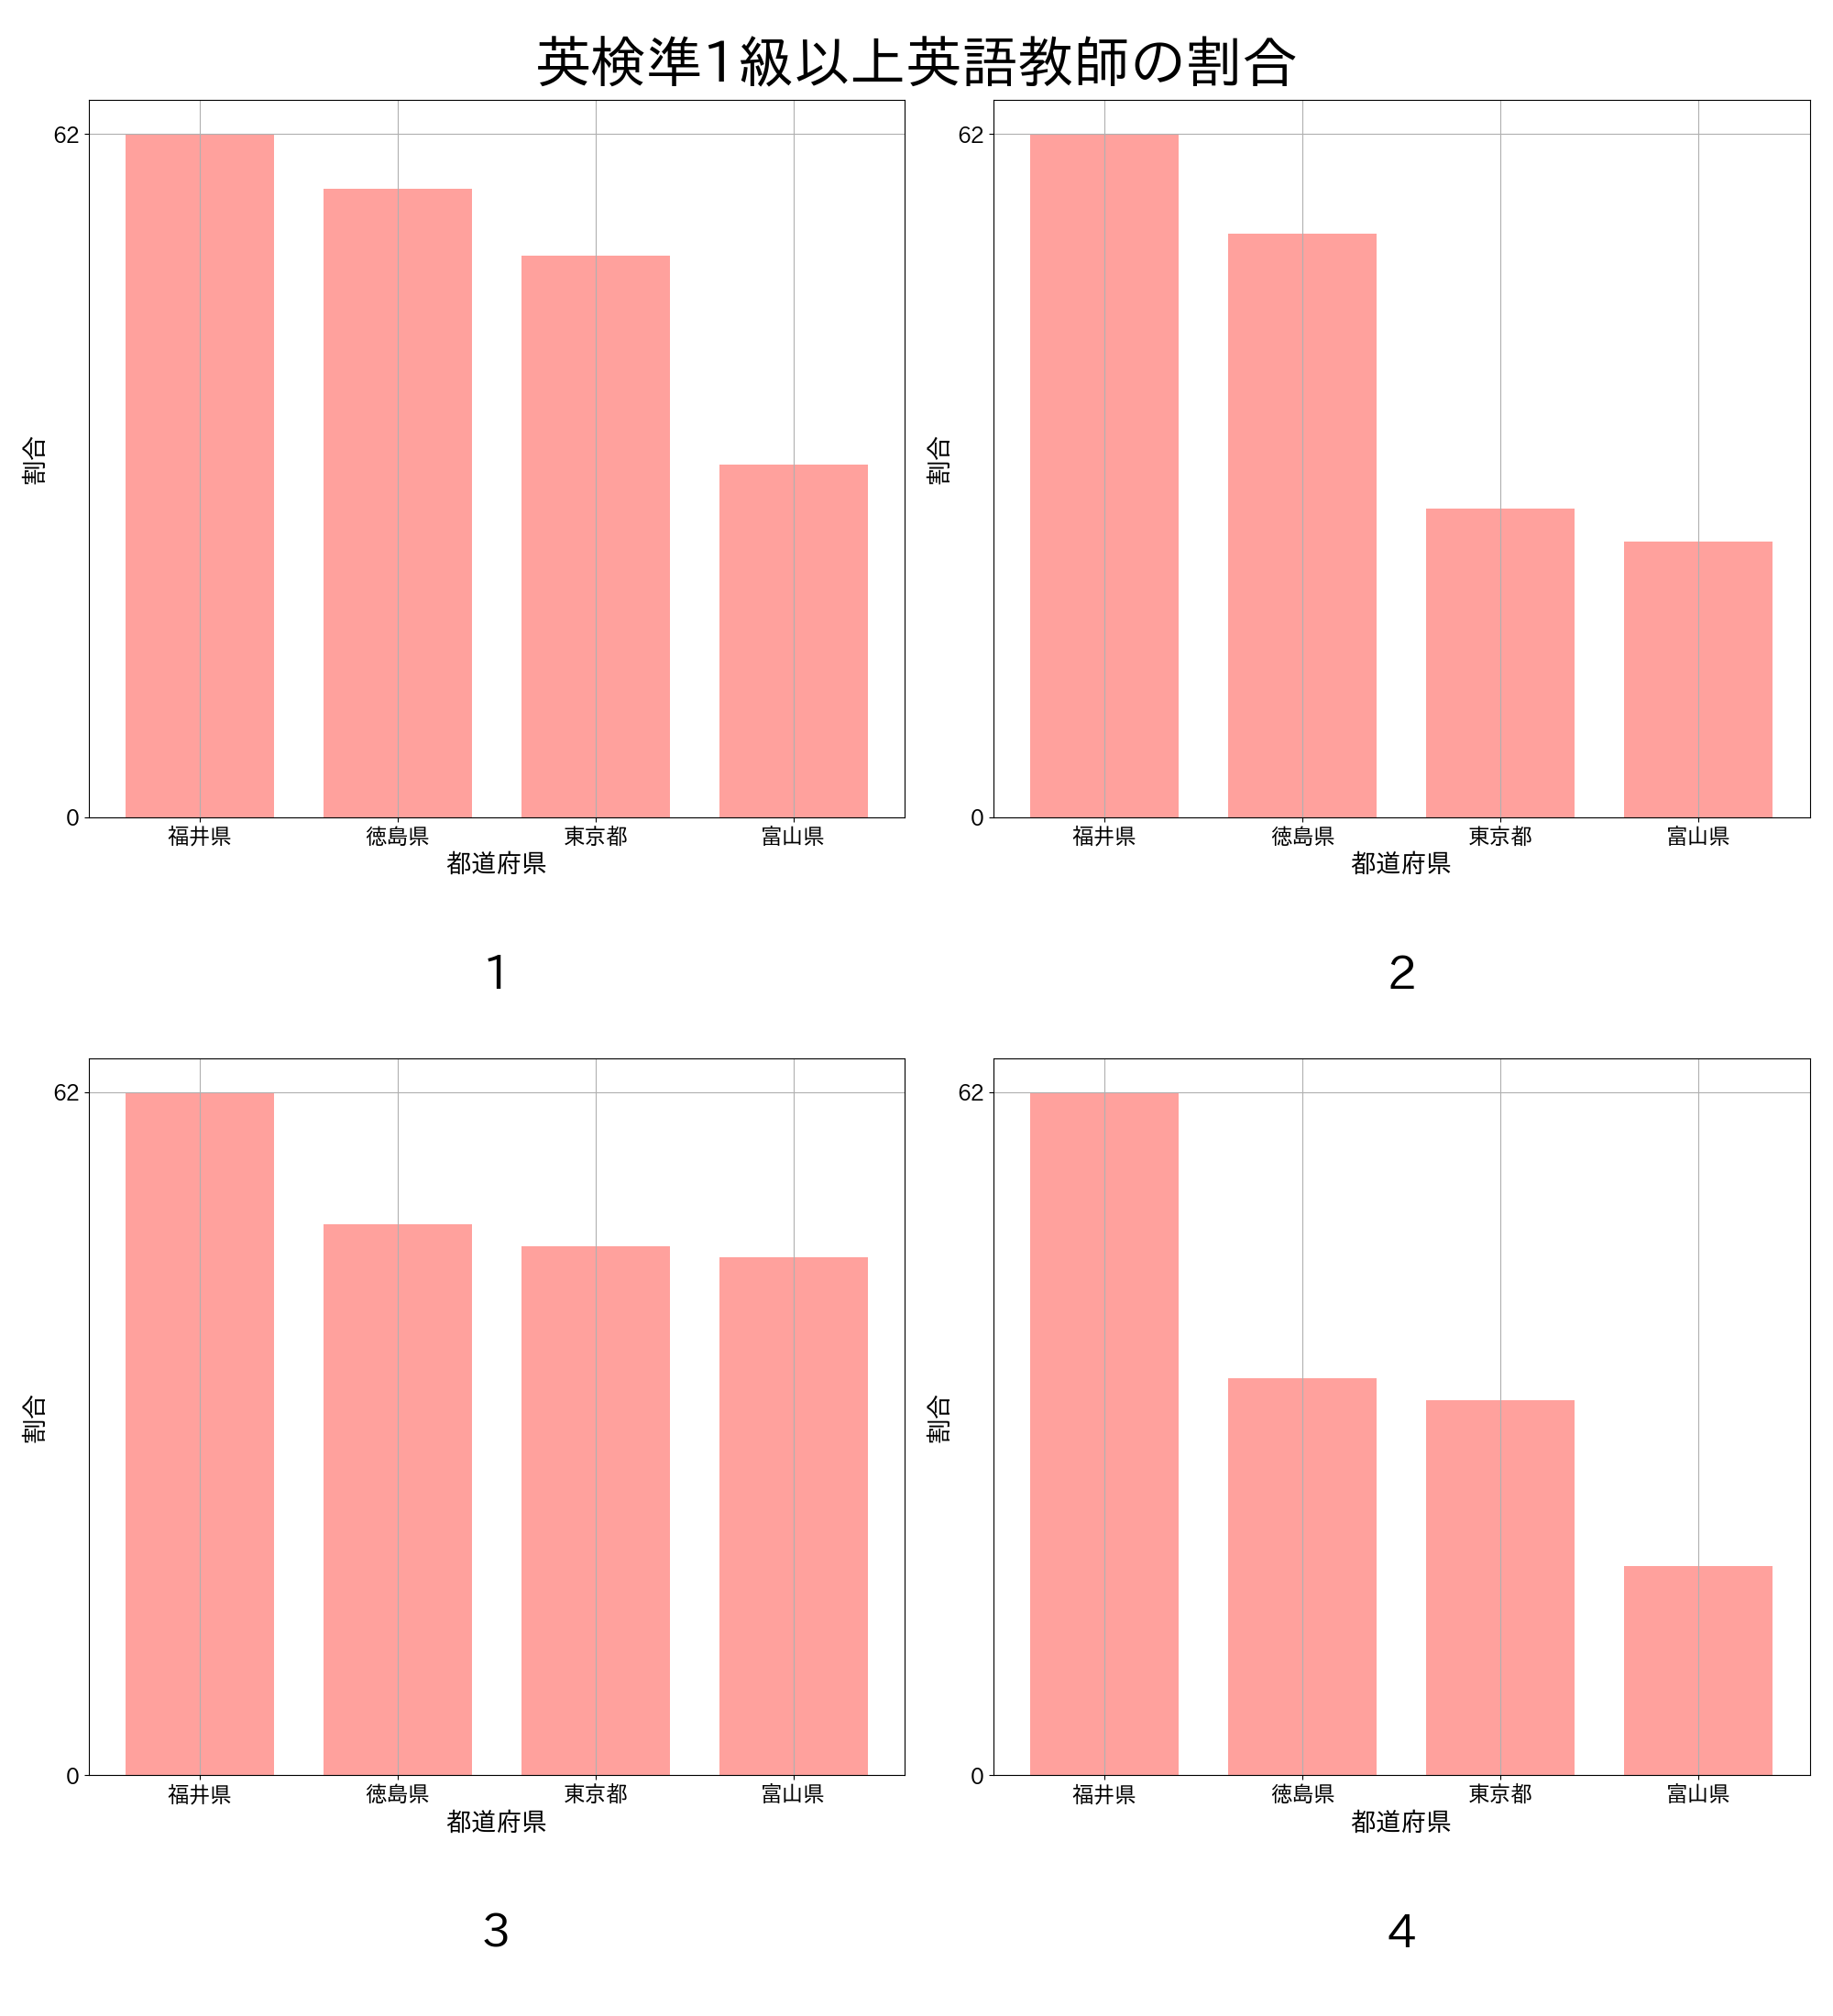 英検準1級以上英語教師の割合
62
0
割合
福井県 徳島県 東京都 富山県
都道府県
1
62
0
割合
福井県 徳島県 東京都 富山県
都道府県
2
62
0
割合
福井県 徳島県 東京都 富山県
都道府県
3
62
0
割合
福井県 徳島県 東京都 富山県
都道府県
4